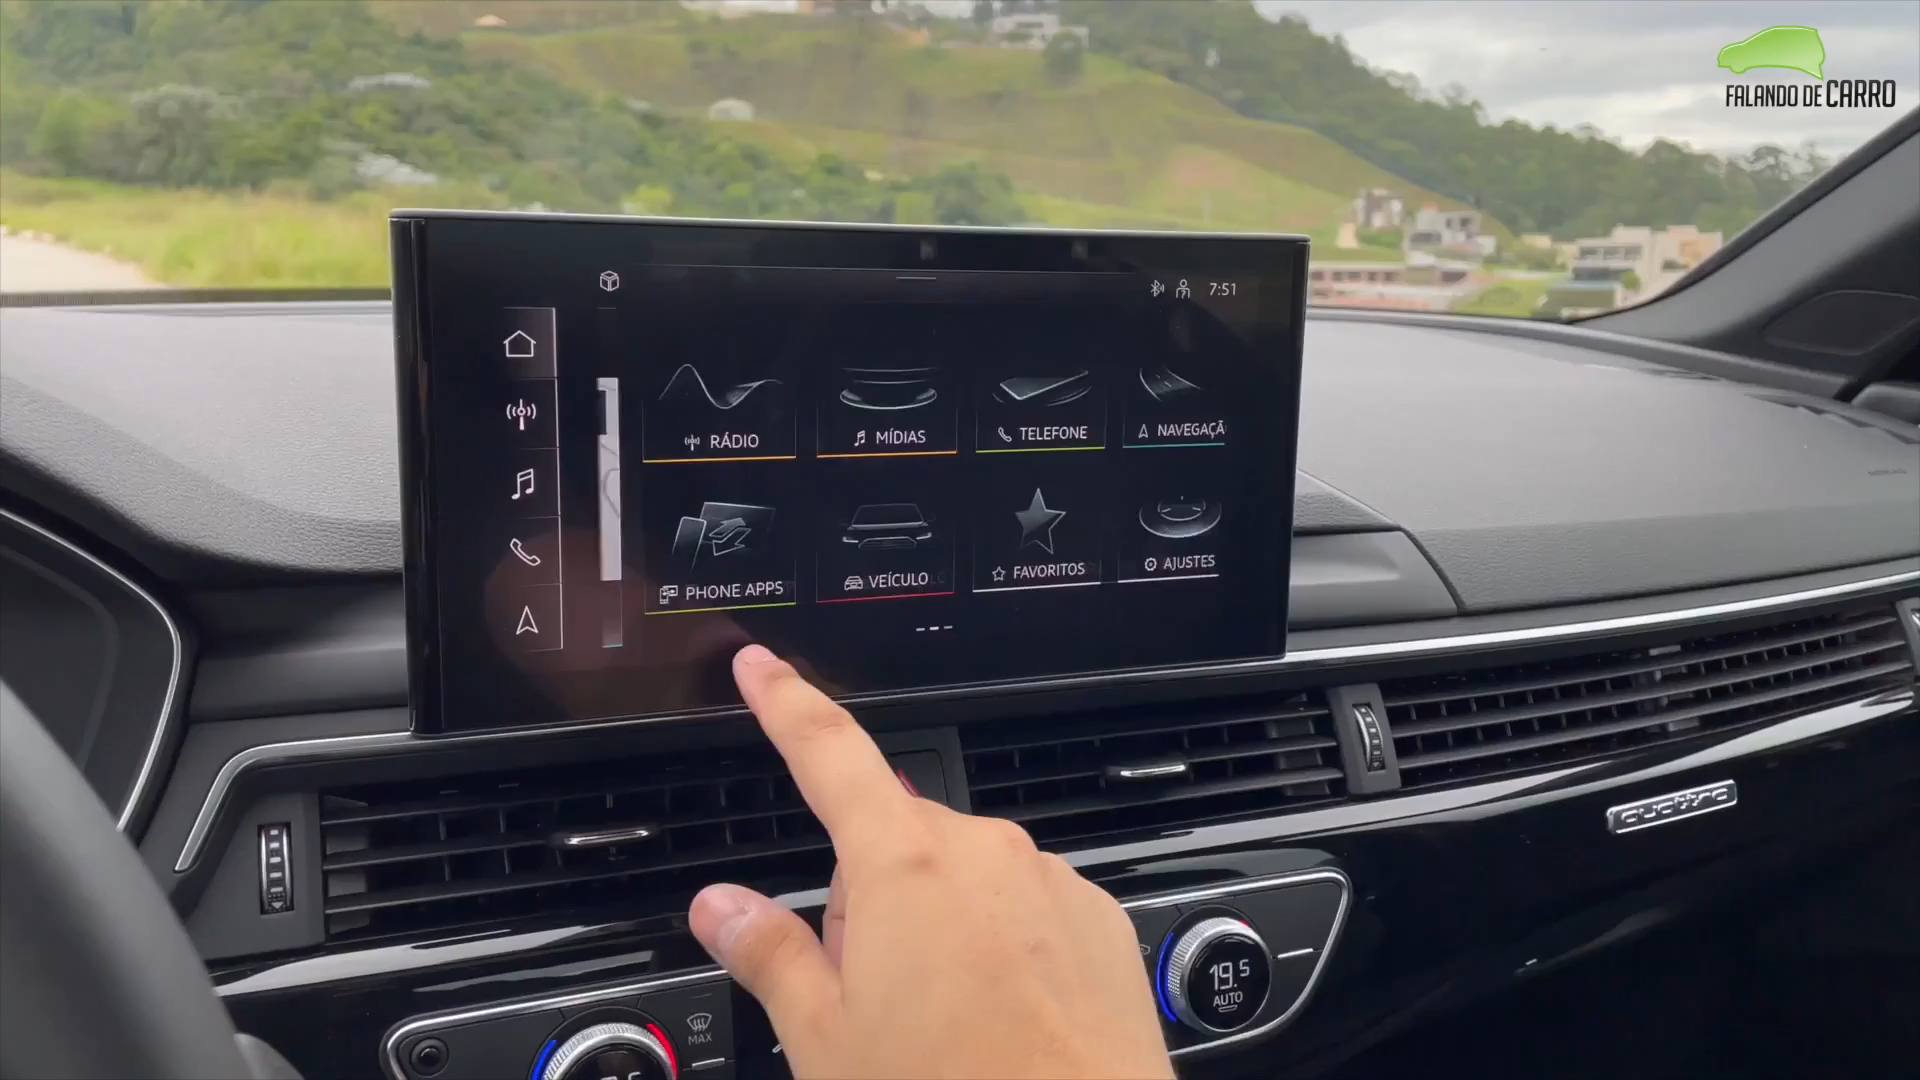 FALANDO DE CARRO
7:51
RÁDIO
MÍDIAS
TELEFONE
NAVEGAÇÃ
PHONE APPS
VEÍCULO
FAVORITOS
AJUSTES
quattro
19.5
AUTO
MAX